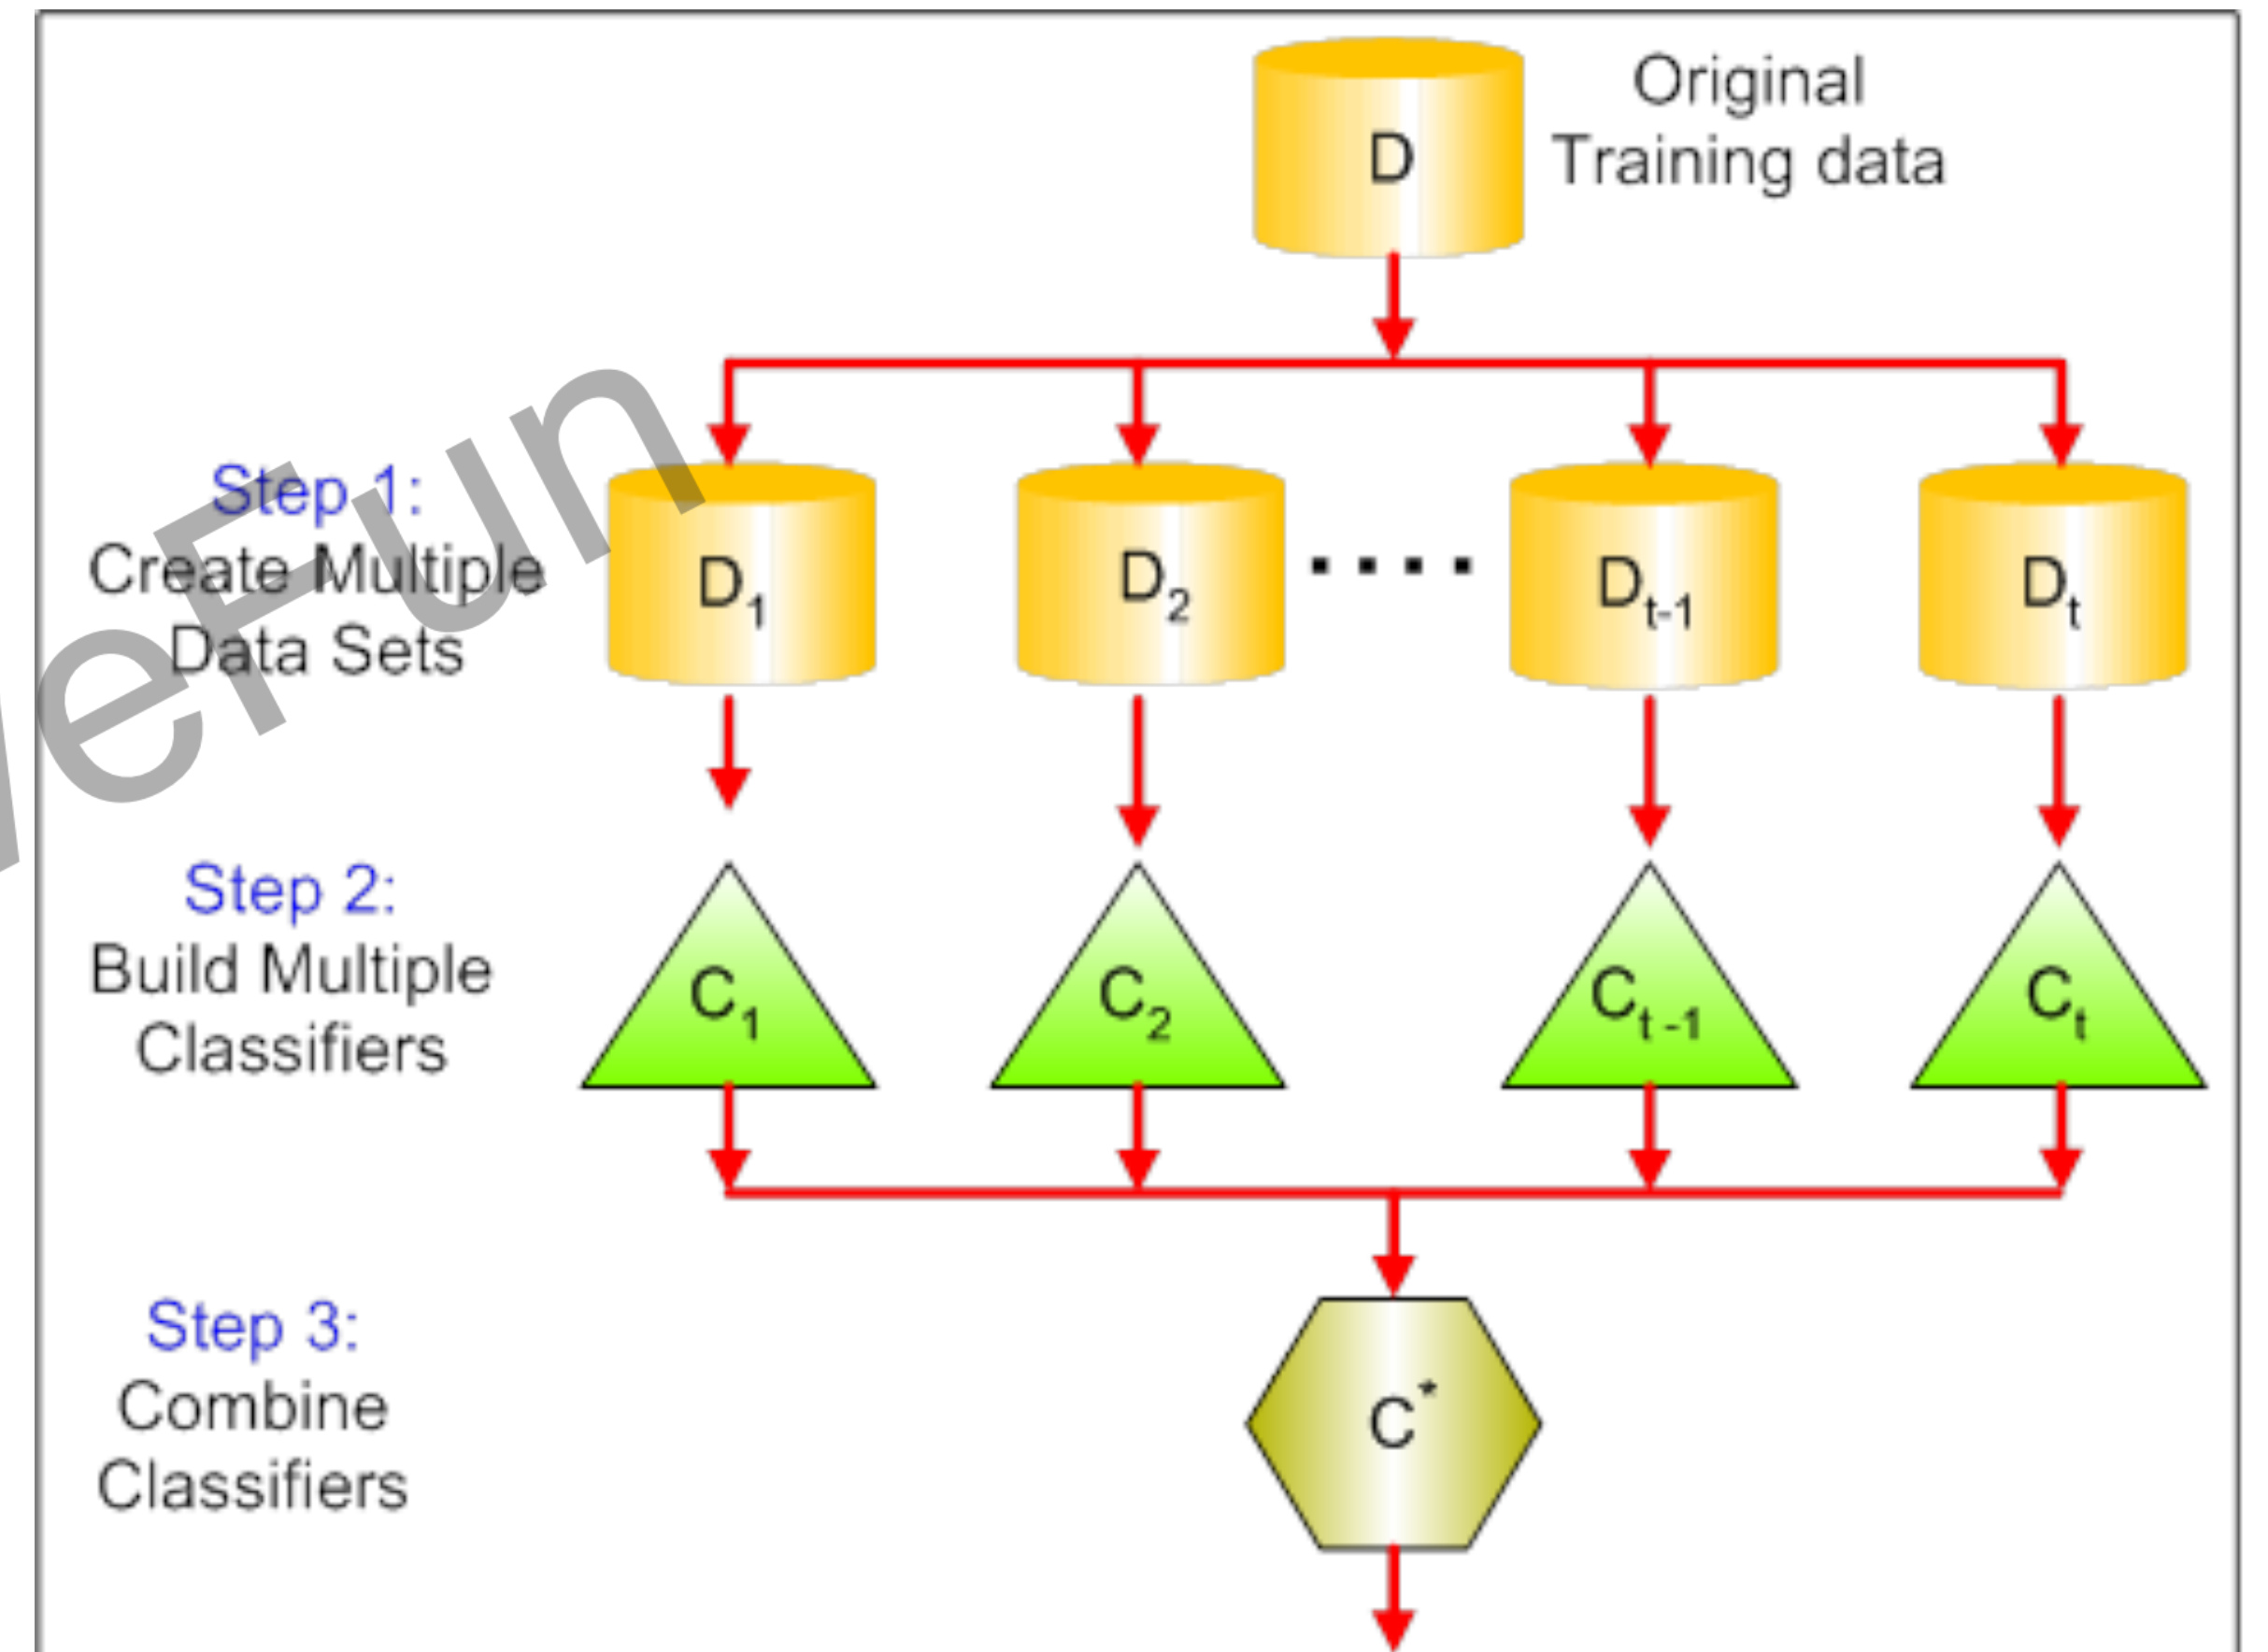 D
Original
Training data
Step 1:
Create Multiple
Data Sets
D1
D2
....
Dt-1
Dt
Step 2:
Build Multiple
Classifiers
C1
C2
Ct -1
Ct
Step 3:
Combine
Classifiers
C*
eFun